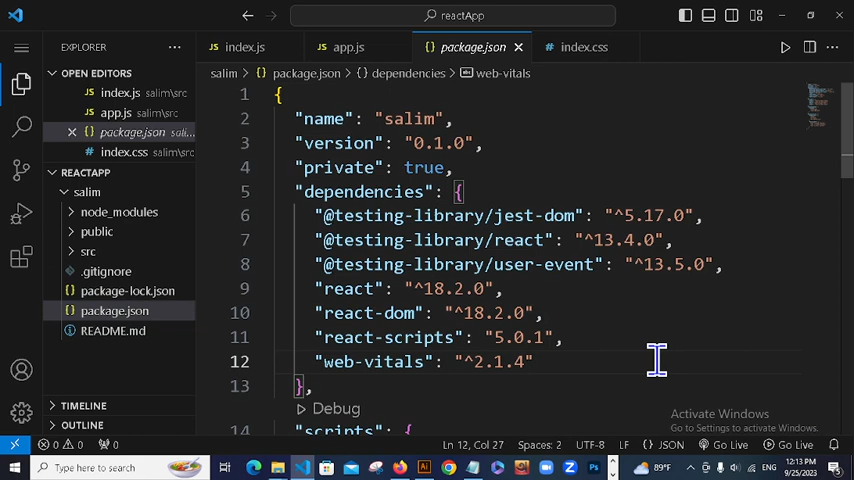 reactApp
EXPLORER
OPEN EDITORS
index.js salim\src
app.js salim\src
package.json sali...
index.css salim\src
REACTAPP
salim
node_modules
public
src
.gitignore
package-lock.json
package.json
README.md
TIMELINE
OUTLINE
JS index.js
JS app.js
{} package.json
index.css
salim > {} package.json > {} dependencies > web-vitals
1 {
2 "name": "salim",
3 "version": "0.1.0",
4 "private": true,
5 "dependencies": {
6 "@testing-library/jest-dom": "^5.17.0",
7 "@testing-library/react": "^13.4.0",
8 "@testing-library/user-event": "^13.5.0",
9 "react": "^18.2.0",
10 "react-dom": "^18.2.0",
11 "react-scripts": "5.0.1",
12 "web-vitals": "^2.1.4"
13 },
Debug
14 "scripts": {
Activate Windows
Go to Settings to activate Windows.
0 0 0 Ln 12, Col 27 Spaces: 2 UTF-8 LF {} JSON Go Live Go Live
Type here to search
89°F
ENG
12:13 PM
9/25/2023